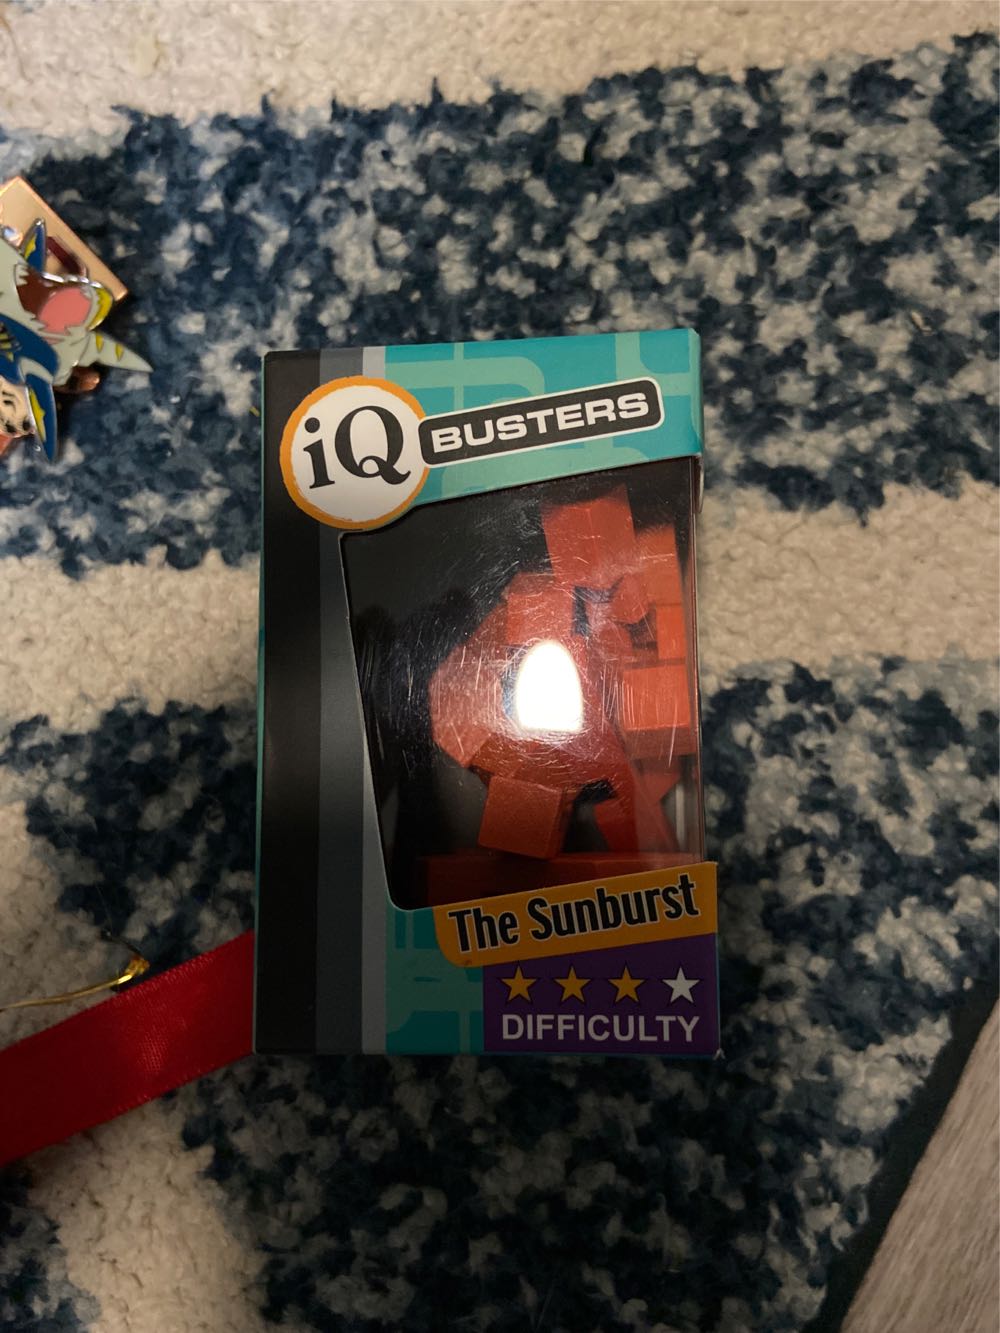 iQ BUSTERS
The Sunburst
DIFFICULTY